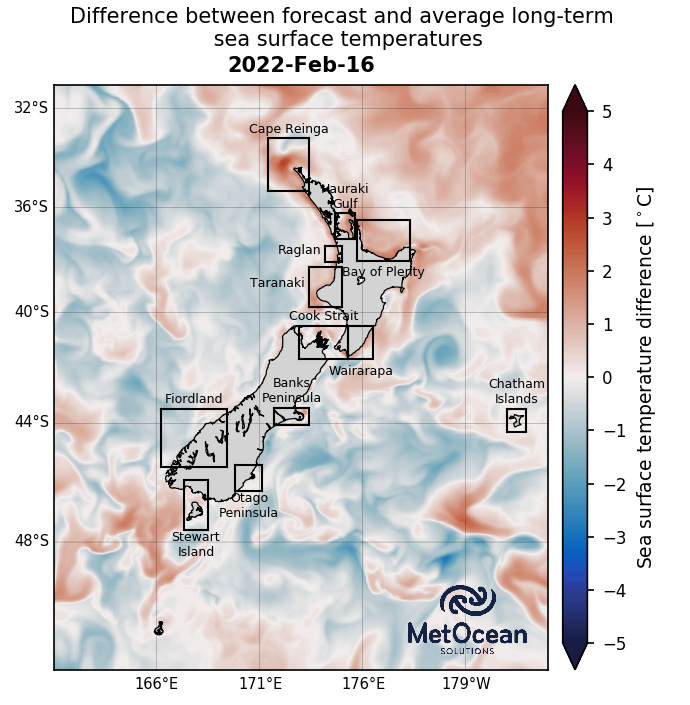 Difference between forecast and average long-term
sea surface temperatures
2022-Feb-16
32°S
36°S
40°S
44°S
48°S
166°E
171°E
176°E
179°W
Cape Reinga
Hauraki
Gulf
Raglan
Bay of Plenty
Taranaki
Cook Strait
Wairarapa
Banks
Peninsula
Fiordland
Chatham
Islands
Otago
Peninsula
Stewart
Island
MetOcean
SOLUTIONS
5
4
3
2
1
0
−1
−2
−3
−4
−5
Sea surface temperature difference [°C]